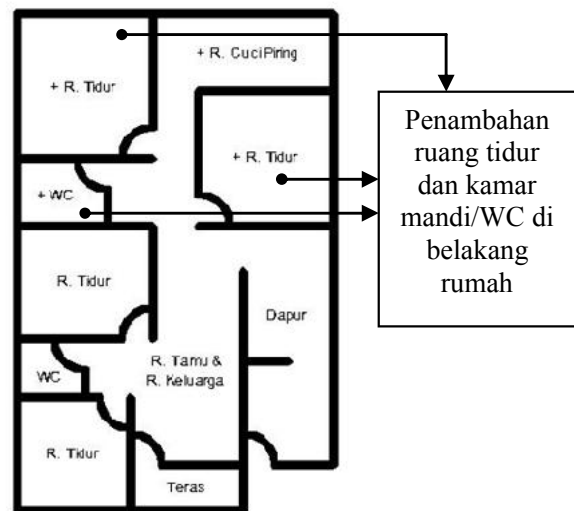 + R. CuciPiring
+ R. Tidur
+ R. Tidur
+ WC
R. Tidur
Dapur
R. Tamu &
R. Keluarga
WC
R. Tidur
Teras
Penambahan
ruang tidur
dan kamar
mandi/WC di
belakang
rumah